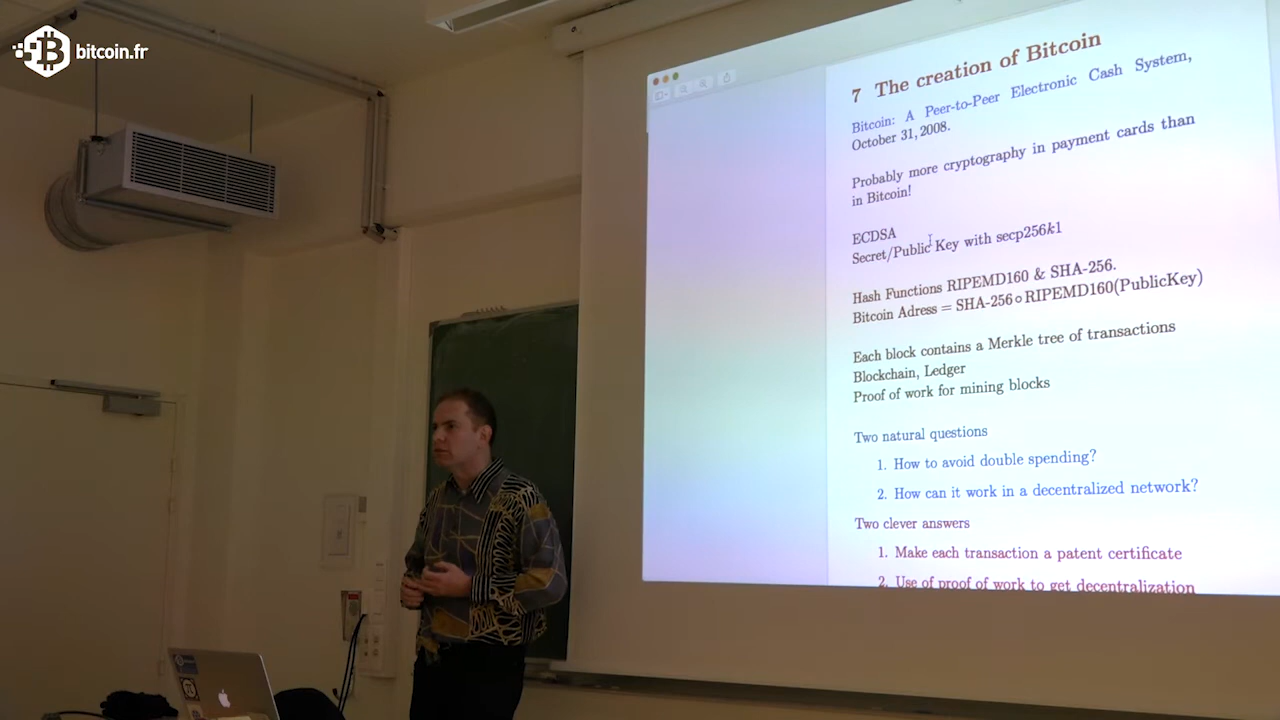 bitcoin.fr
7 The creation of Bitcoin
Bitcoin: A Peer-to-Peer Electronic Cash System,
October 31, 2008.
Probably more cryptography in payment cards than
in Bitcoin!
ECDSA
Secret/Public Key with secp256k1
Hash Functions RIPEMD160 & SHA-256.
Bitcoin Adress = SHA-256∘RIPEMD160(PublicKey)
Each block contains a Merkle tree of transactions
Blockchain, Ledger
Proof of work for mining blocks
Two natural questions
1. How to avoid double spending?
2. How can it work in a decentralized network?
Two clever answers
1. Make each transaction a patent certificate
2. Use of proof of work to get decentralization